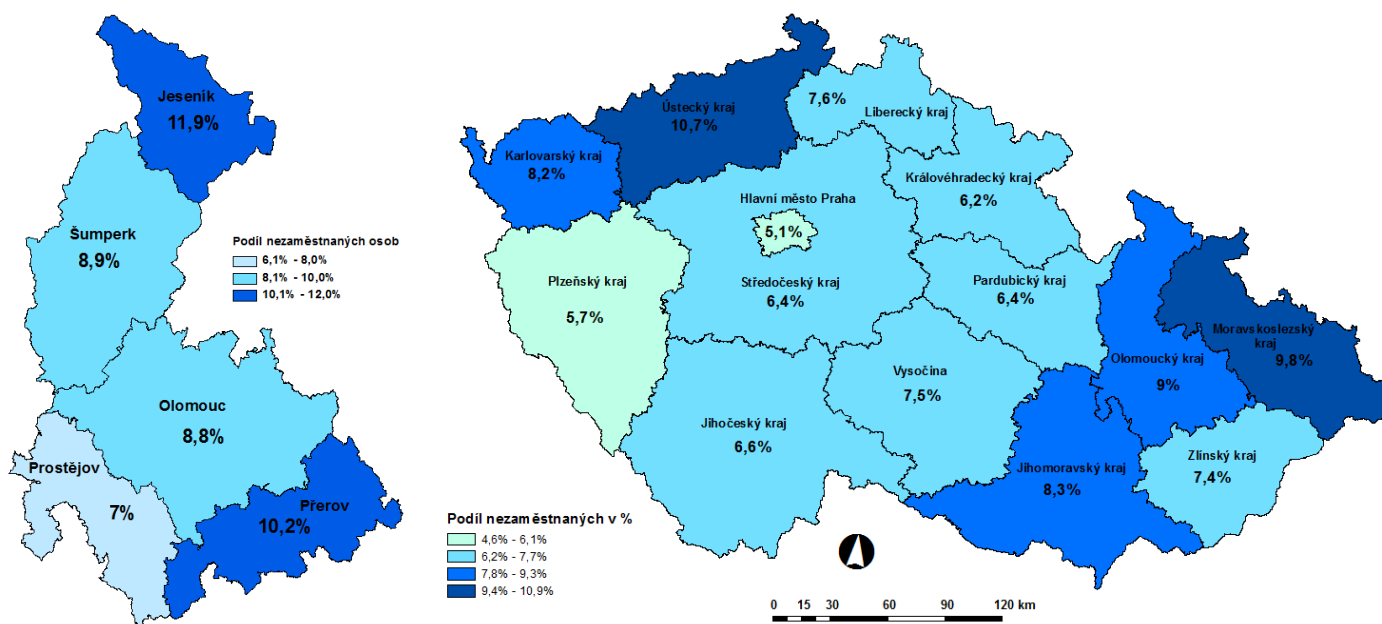 Jeseník
11,9%
Šumperk
8,9%
Podíl nezaměstnaných osob
6,1% - 8,0%
8,1% - 10,0%
10,1% - 12,0%
Olomouc
8,8%
Prostějov
7%
Přerov
10,2%
Ústecký kraj
10,7%
7,6%
Liberecký kraj
Karlovarský kraj
8,2%
Královéhradecký kraj
6,2%
Hlavní město Praha
5,1%
Plzeňský kraj
5,7%
Středočeský kraj
6,4%
Pardubický kraj
6,4%
Moravskoslezský
kraj
9,8%
Olomoucký kraj
9%
Vysočina
7,5%
Jihočeský kraj
6,6%
Jihomoravský kraj
8,3%
Zlínský kraj
7,4%
Podíl nezaměstnaných v %
4,6% - 6,1%
6,2% - 7,7%
7,8% - 9,3%
9,4% - 10,9%
0 15 30 60 90 120 km